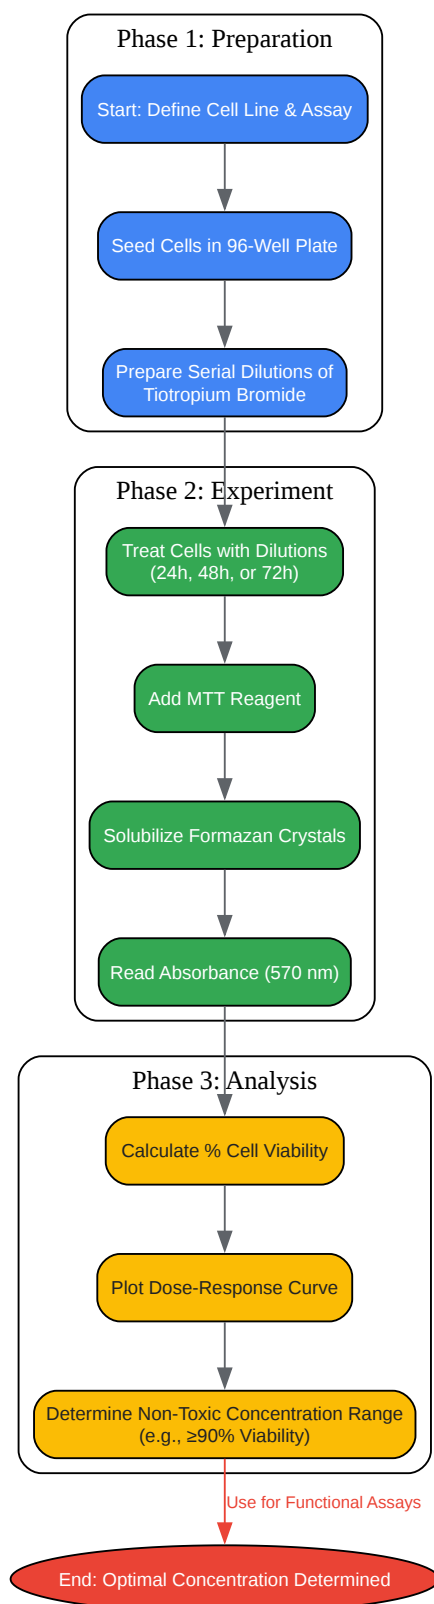 Phase 1: Preparation
Start: Define Cell Line & Assay
Seed Cells in 96-Well Plate
Prepare Serial Dilutions of
Tiotropium Bromide
Phase 2: Experiment
Treat Cells with Dilutions
(24h, 48h, or 72h)
Add MTT Reagent
Solubilize Formazan Crystals
Read Absorbance (570 nm)
Phase 3: Analysis
Calculate % Cell Viability
Plot Dose-Response Curve
Determine Non-Toxic Concentration Range
(e.g., ≥90% Viability)
Use for Functional Assays
End: Optimal Concentration Determined